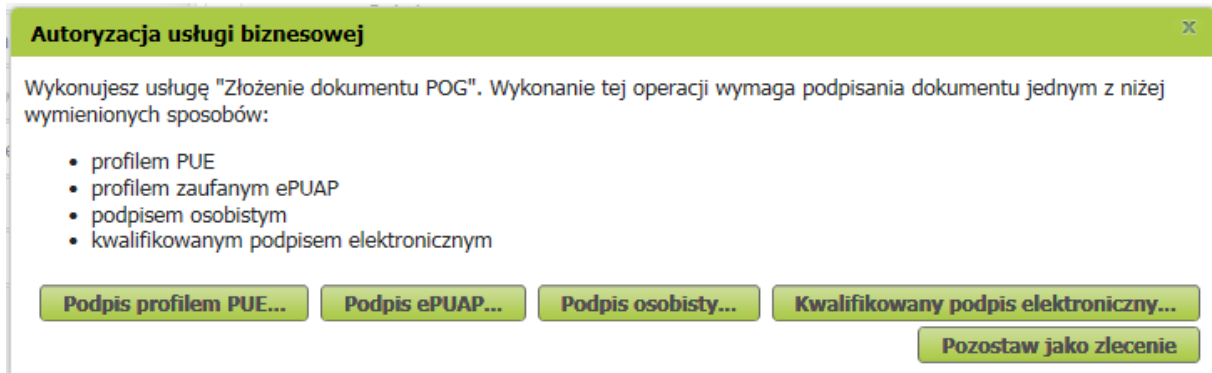 Autoryzacja usługi biznesowej x
Wykonujesz usługę "Złożenie dokumentu POG". Wykonanie tej operacji wymaga podpisania dokumentu jednym z niżej
wymienionych sposobów:
• profilem PUE
• profilem zaufanym ePUAP
• podpisem osobistym
• kwalifikowanym podpisem elektronicznym
Podpis profilem PUE... Podpis ePUAP... Podpis osobisty... Kwalifikowany podpis elektroniczny...
Pozostaw jako zlecenie